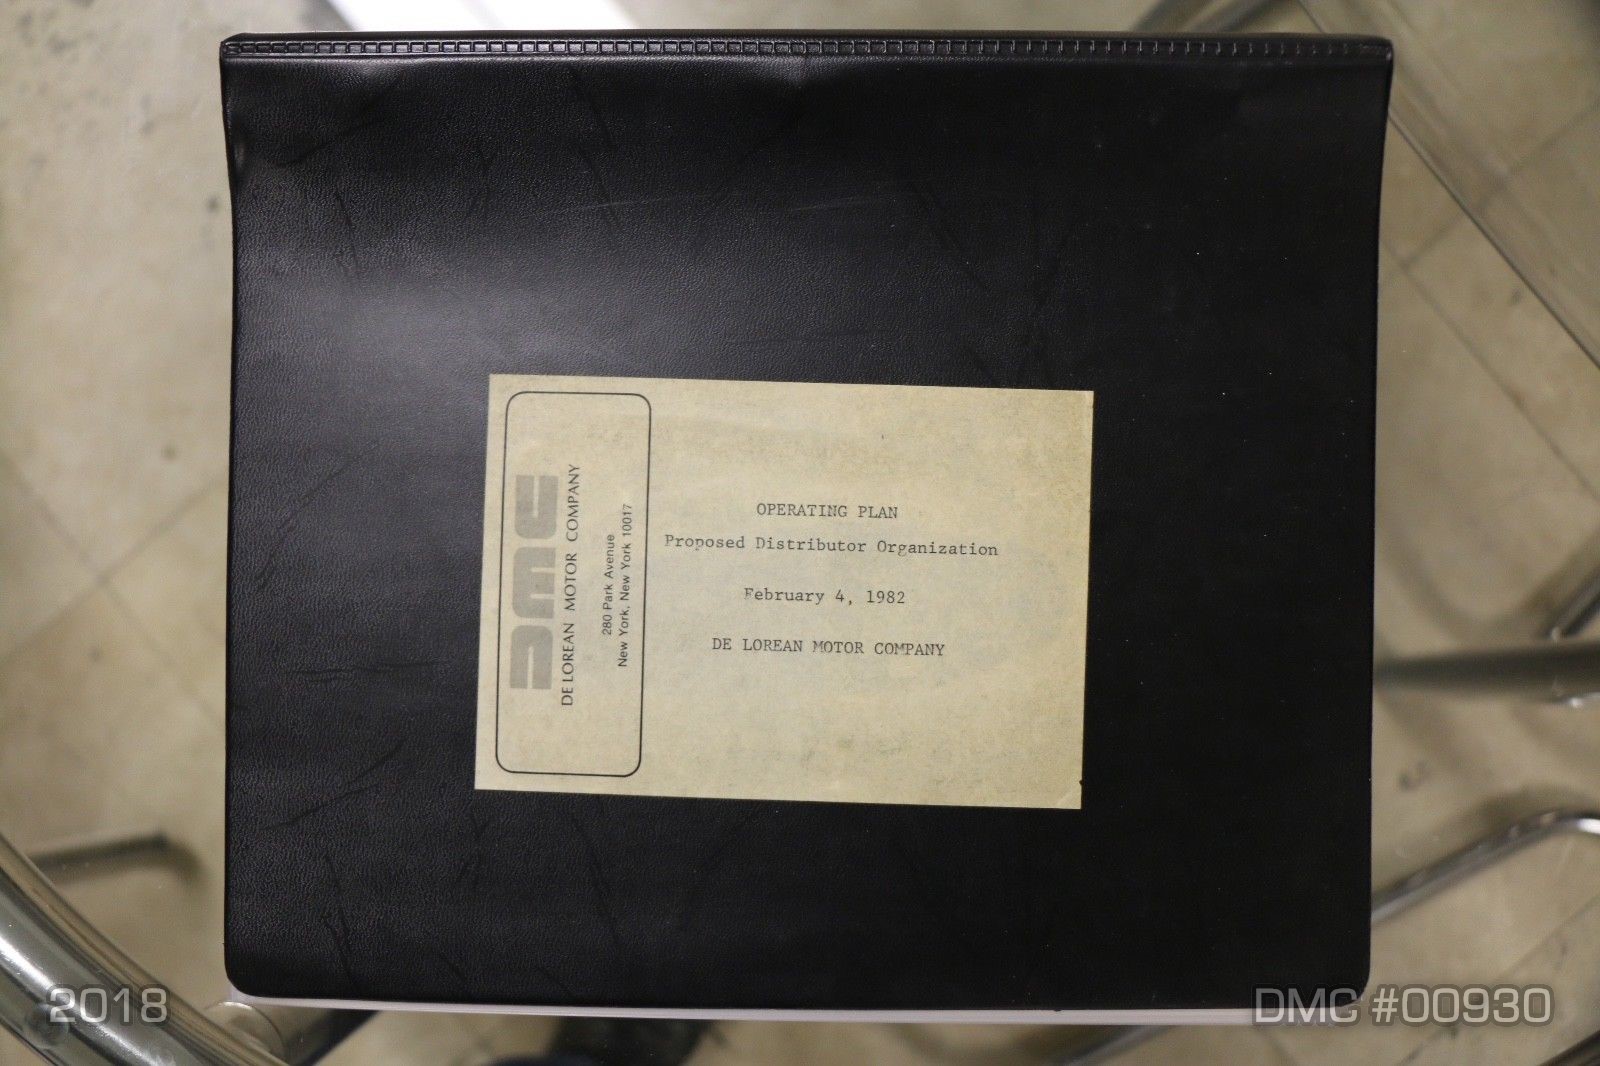 DMC
DE LOREAN MOTOR COMPANY
280 Park Avenue
New York, New York 10017
OPERATING PLAN
Proposed Distributor Organization
February 4, 1982
DE LOREAN MOTOR COMPANY
2018
DMC #00930